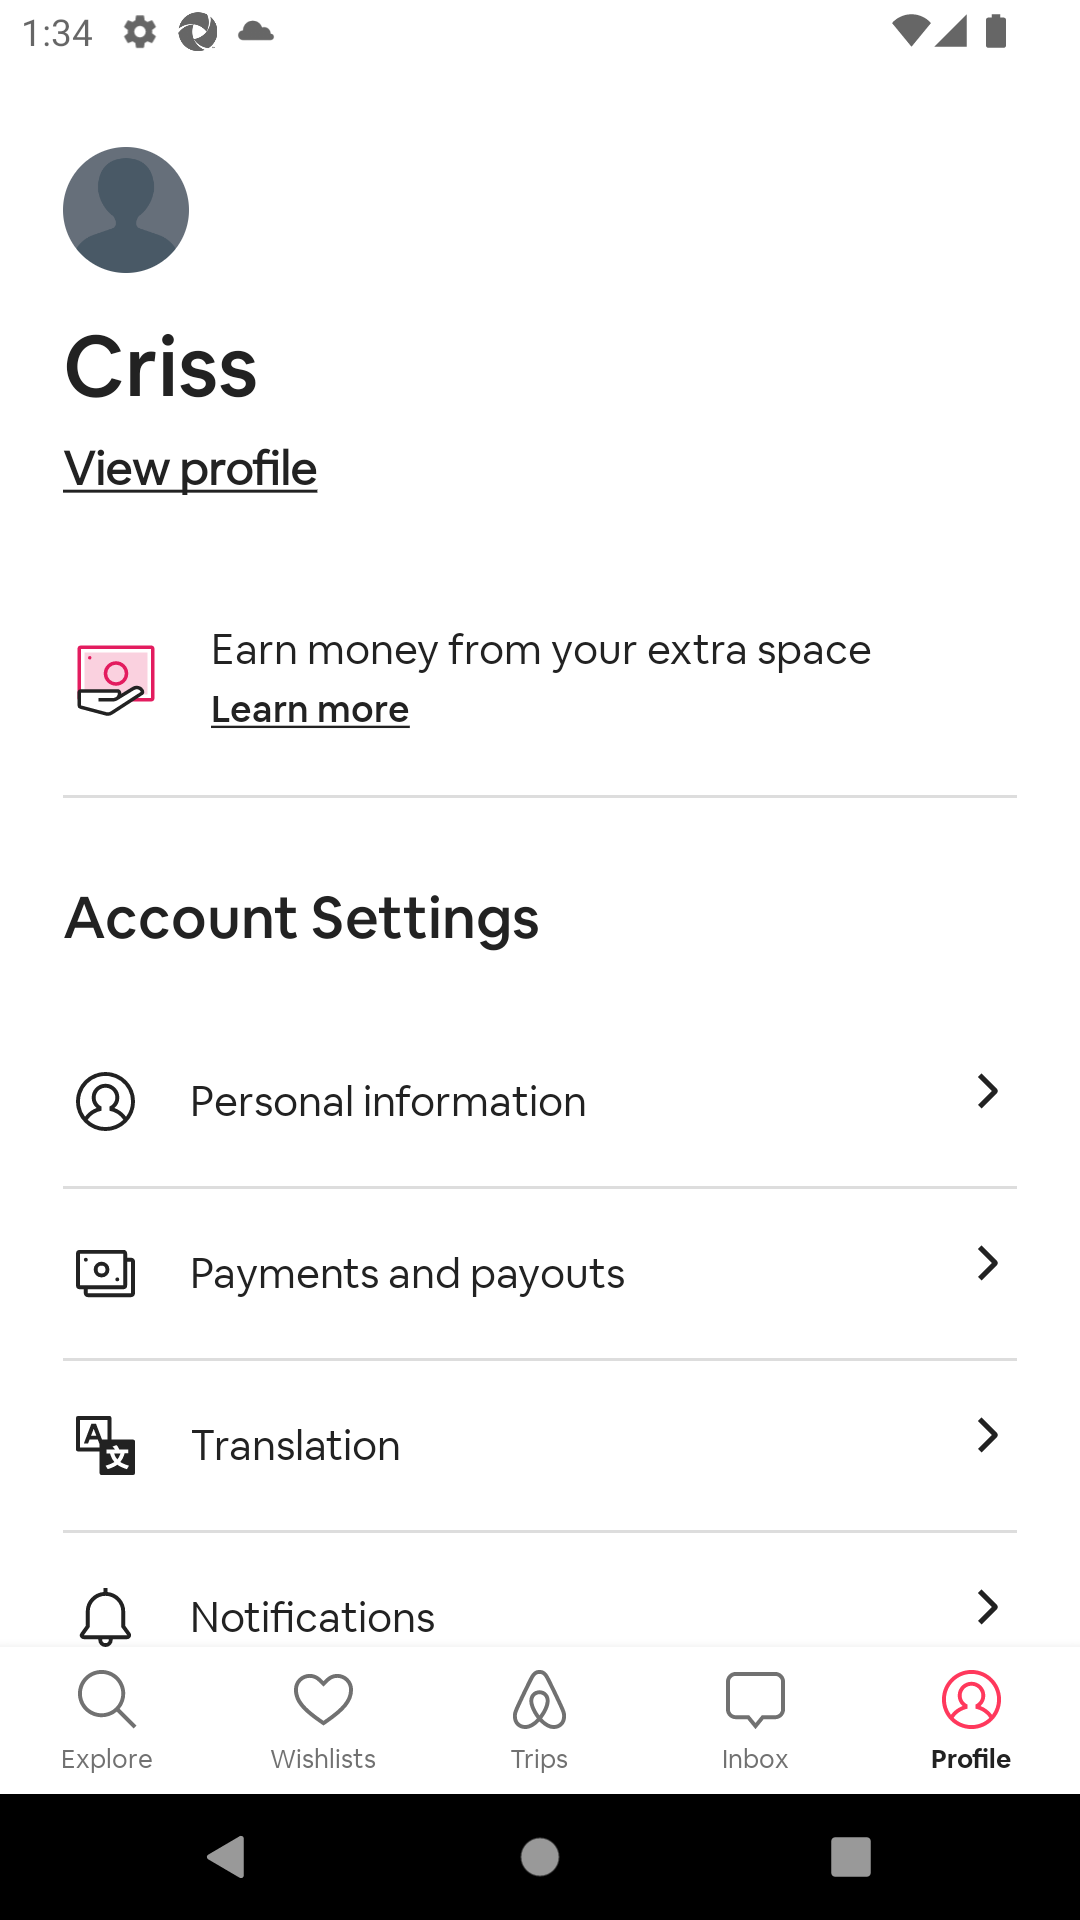 1:34
Criss
View profile
Earn money from your extra space
Learn more
Account Settings
Personal information
Payments and payouts
A 文
Translation
Notifications
Explore Wishlists Trips Inbox Profile